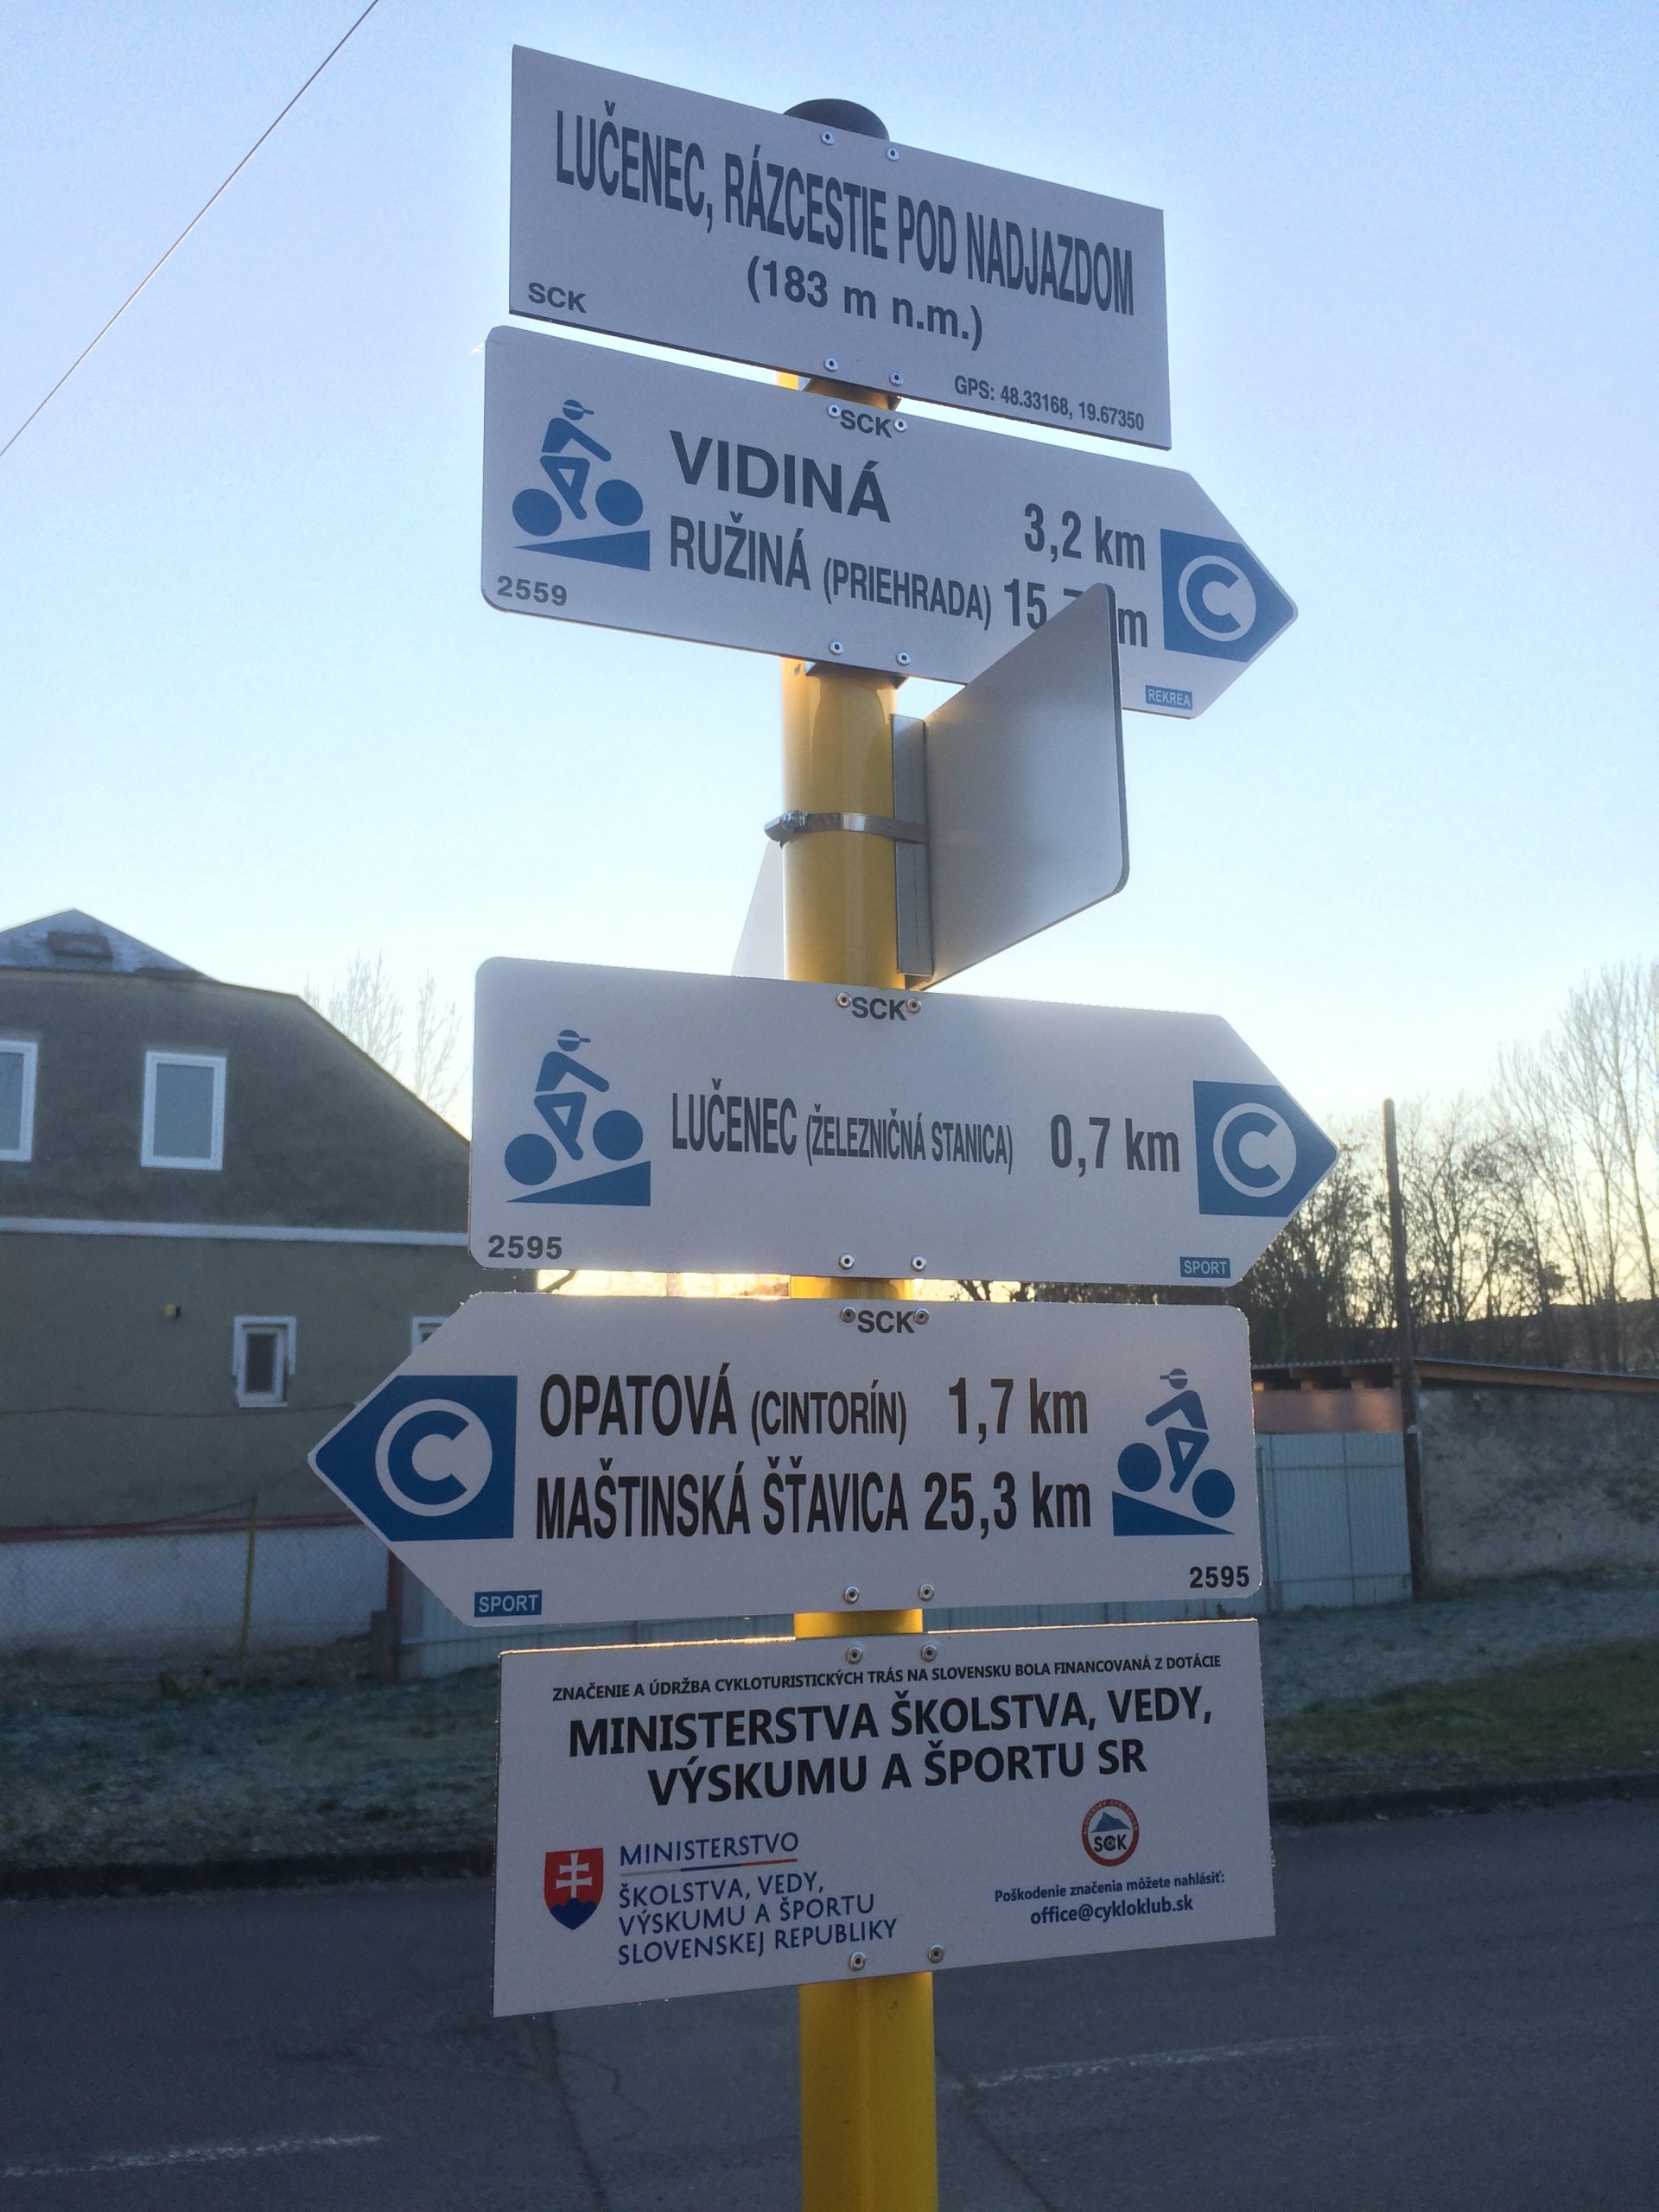 LUČENEC, RÁZCESTIE POD NADJAZDOM
(183 m n.m.)
SCK
GPS: 48.33168, 19.67350
SCK
VIDINÁ 3,2 km
RUŽINÁ (PRIEHRADA)
2559
C
REKREA
SCK
LUČENEC (ŽELEZNIČNÁ STANICA) 0,7 km
C
2595
SPORT
SCK
C
OPATOVÁ (CINTORÍN) 1,7 km
MAŠTINSKÁ ŠŤAVICA 25,3 km
SPORT
2595
ZNAČENIE A ÚDRŽBA CYKLOTURISTICKÝCH TRÁS NA SLOVENSKU BOLA FINANCOVANÁ Z DOTÁCIE
MINISTERSTVA ŠKOLSTVA, VEDY,
VÝSKUMU A ŠPORTU SR
MINISTERSTVO
ŠKOLSTVA, VEDY,
VÝSKUMU A ŠPORTU
SLOVENSKEJ REPUBLIKY
SCK
Poškodenie značenia môžete nahlásiť:
office@cykloklub.sk